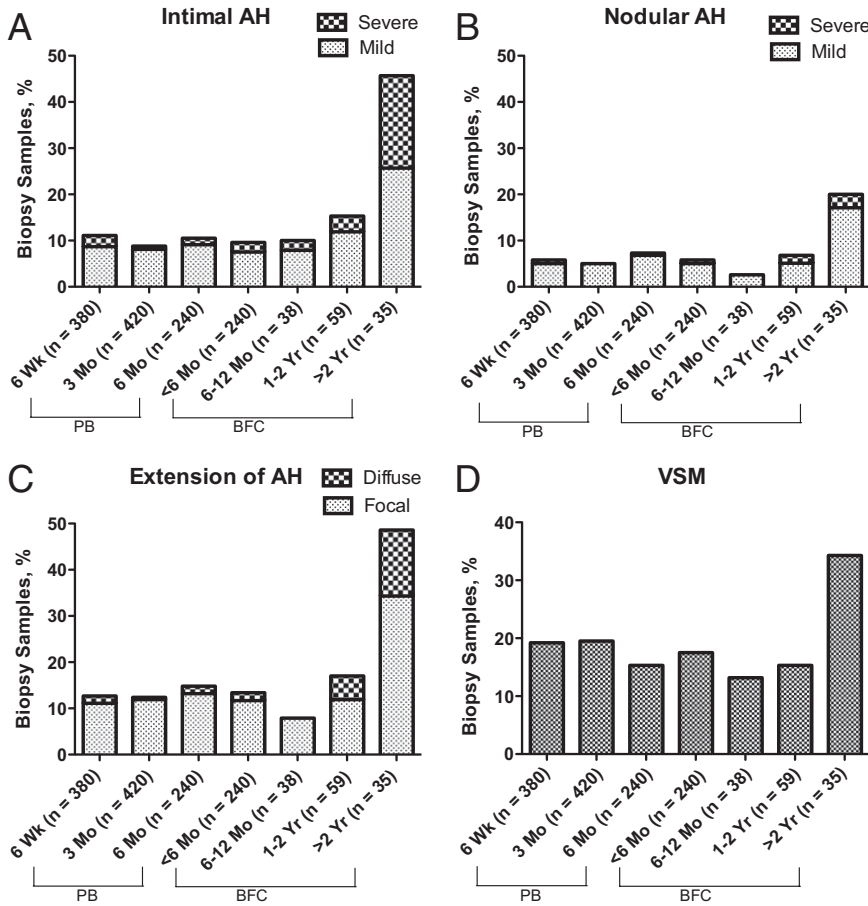 A
Intimal AH
Severe
Mild
Biopsy Samples, %
50
40
30
20
10
0
6 Wk (n = 380)
3 Mo (n = 420)
6 Mo (n = 240)
<6 Mo (n = 240)
6-12 Mo (n = 38)
1-2 Yr (n = 59)
>2 Yr (n = 35)
PB
BFC
B
Nodular AH
Severe
Mild
Biopsy Samples, %
50
40
30
20
10
0
6 Wk (n = 380)
3 Mo (n = 420)
6 Mo (n = 240)
<6 Mo (n = 240)
6-12 Mo (n = 38)
1-2 Yr (n = 59)
>2 Yr (n = 35)
PB
BFC
C
Extension of AH
Diffuse
Focal
Biopsy Samples, %
50
40
30
20
10
0
6 Wk (n = 380)
3 Mo (n = 420)
6 Mo (n = 240)
<6 Mo (n = 240)
6-12 Mo (n = 38)
1-2 Yr (n = 59)
>2 Yr (n = 35)
PB
BFC
D
VSM
Biopsy Samples, %
40
30
20
10
0
6 Wk (n = 380)
3 Mo (n = 420)
6 Mo (n = 240)
<6 Mo (n = 240)
6-12 Mo (n = 38)
1-2 Yr (n = 59)
>2 Yr (n = 35)
PB
BFC